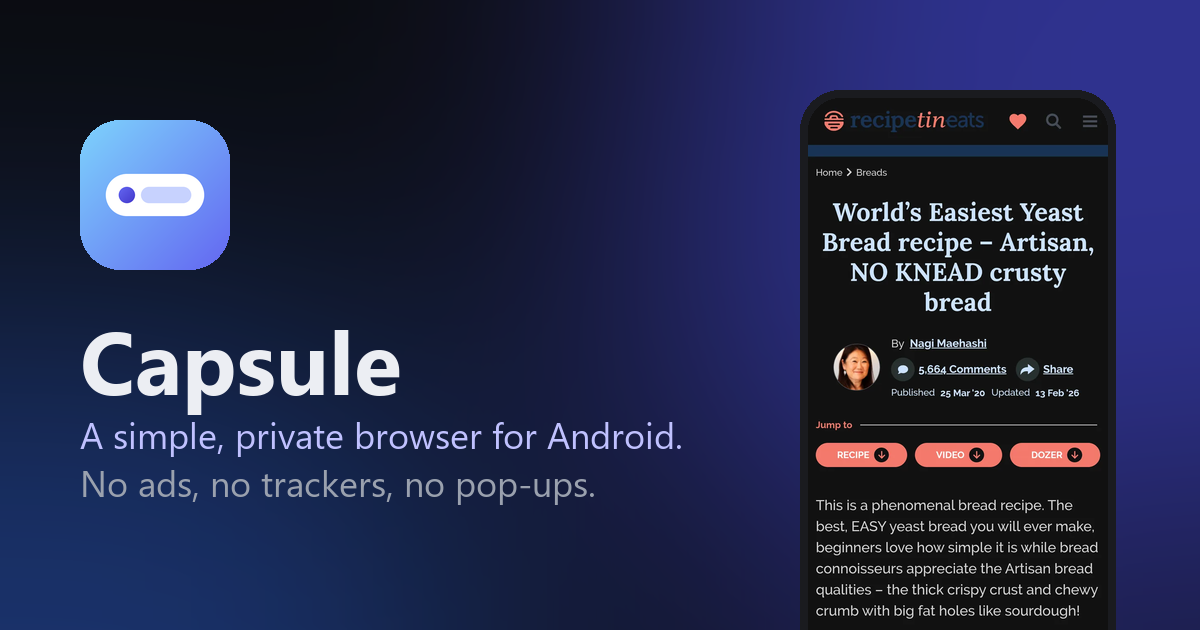 Capsule
A simple, private browser for Android.
No ads, no trackers, no pop-ups.
recipetineats
Home > Breads
World’s Easiest Yeast
Bread recipe – Artisan,
NO KNEAD crusty
bread
By Nagi Maehashi
5,664 Comments Share
Published 25 Mar ’20 Updated 13 Feb ’26
Jump to
RECIPE VIDEO DOZER
This is a phenomenal bread recipe. The
best, EASY yeast bread you will ever make,
beginners love how simple it is while bread
connoisseurs appreciate the Artisan bread
qualities – the thick crispy crust and chewy
crumb with big fat holes like sourdough!